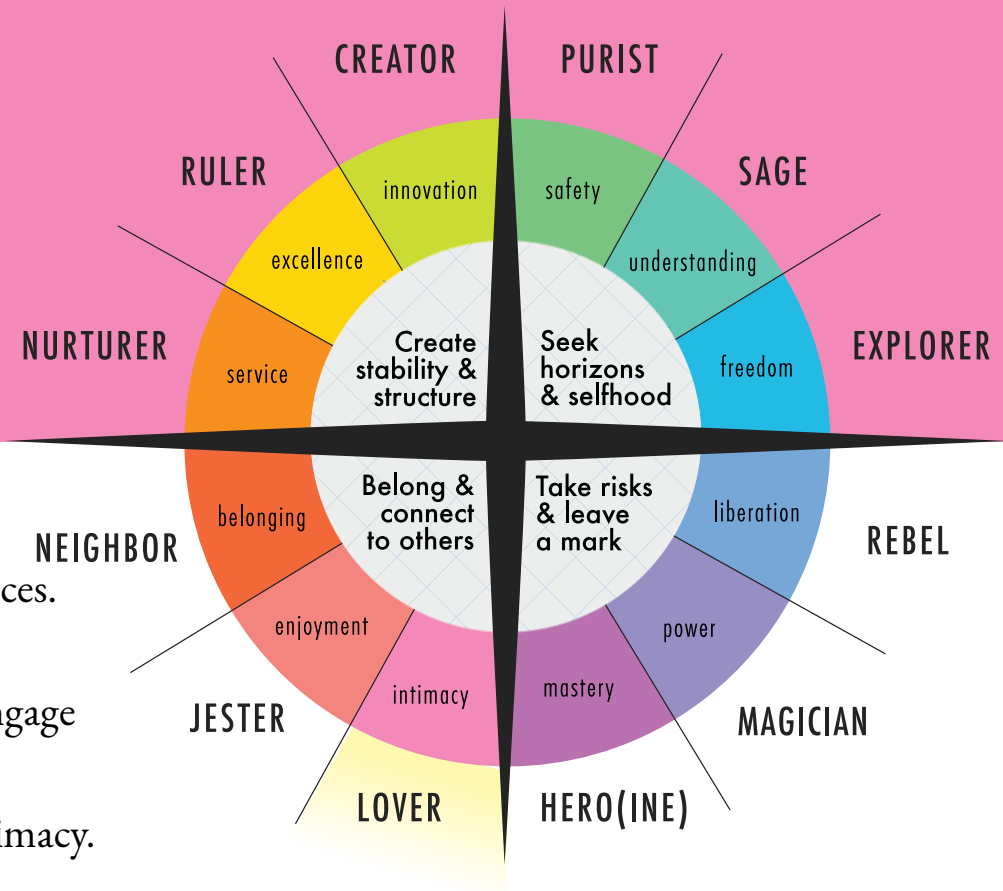 CREATOR
PURIST
RULER
SAGE
innovation
safety
excellence
understanding
NURTURER
EXPLORER
service
freedom
Create
stability &
structure
Seek
horizons
& selfhood
Belong &
connect
to others
Take risks
& leave
a mark
belonging
liberation
NEIGHBOR
REBEL
ces.
enjoyment
power
intimacy
mastery
JESTER
MAGICIAN
gage
LOVER
HERO(INE)
imacy.